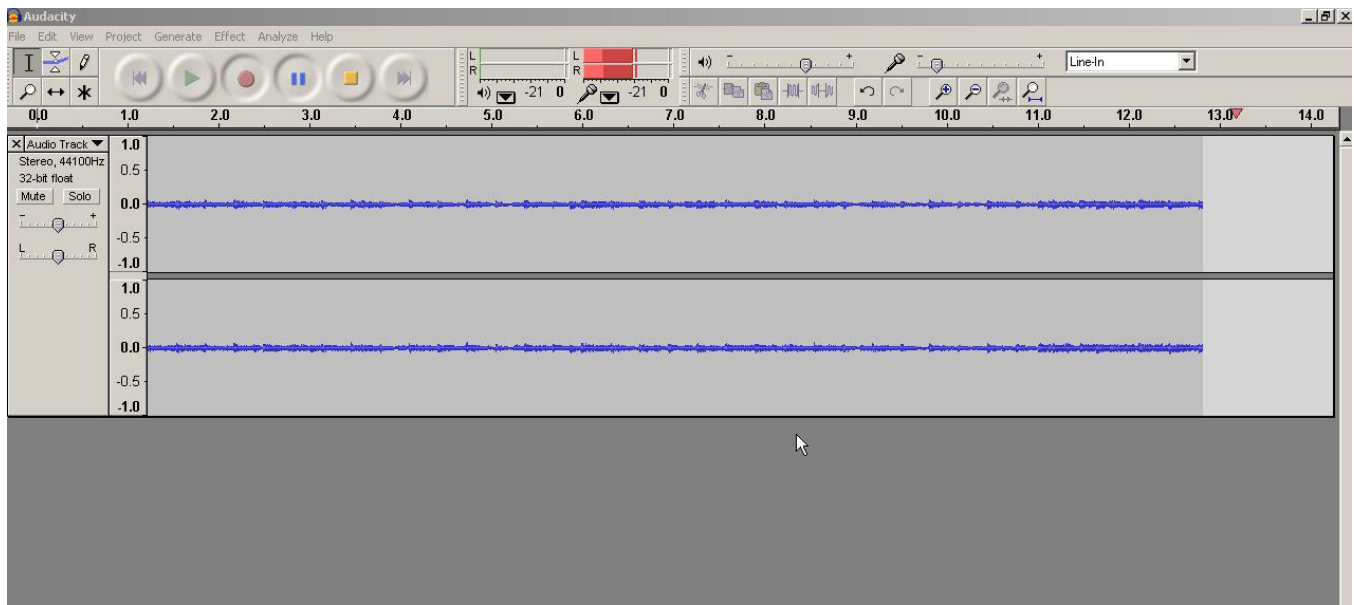 Audacity
File Edit View Project Generate Effect Analyze Help
L L
R R
-21 0 -21 0
- + - + Line-In
0.0 1.0 2.0 3.0 4.0 5.0 6.0 7.0 8.0 9.0 10.0 11.0 12.0 13.0 14.0
Audio Track
Stereo, 44100Hz
32-bit float
Mute Solo
- +
L R
1.0
0.5
0.0
-0.5
-1.0
1.0
0.5
0.0
-0.5
-1.0